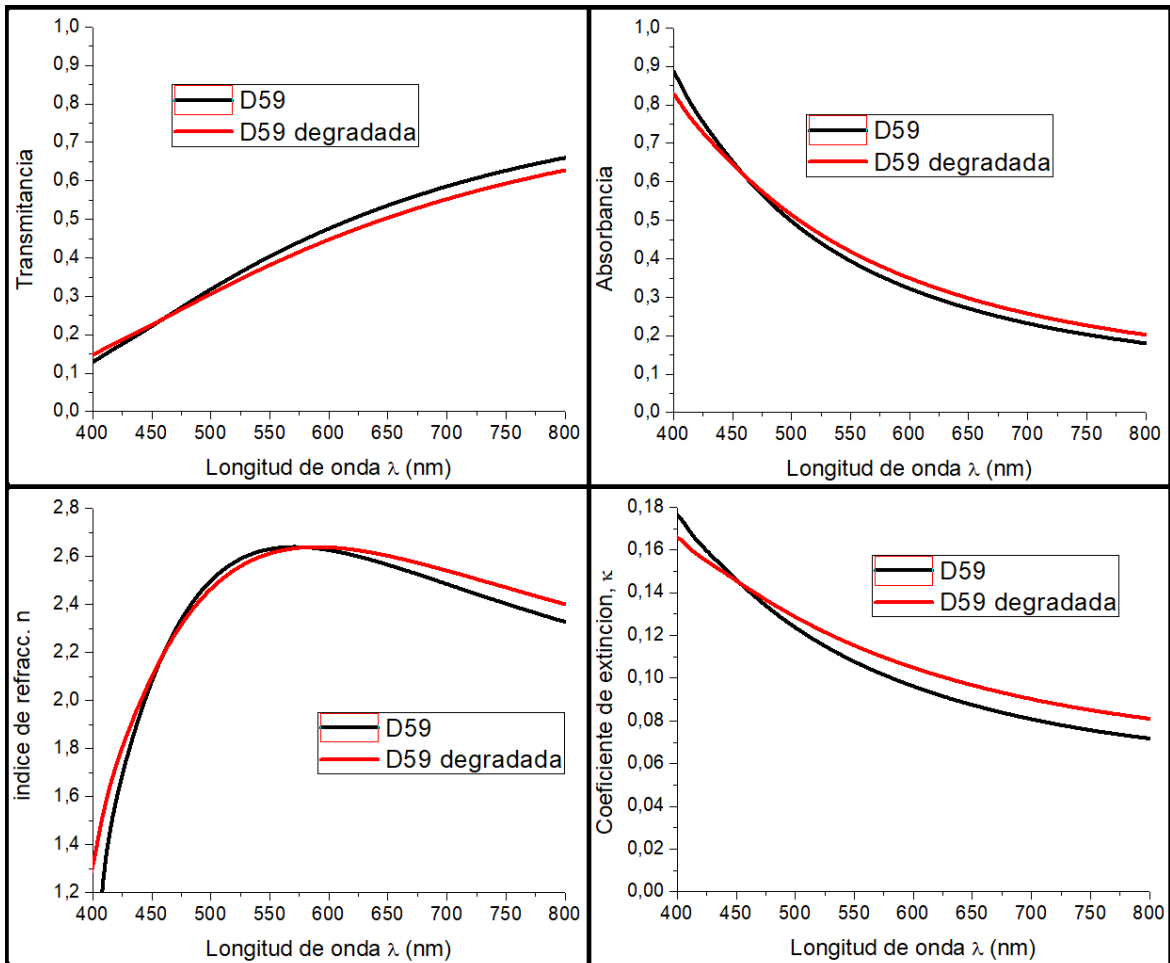 1,0
0,9
0,8
0,7
0,6
0,5
0,4
0,3
0,2
0,1
0,0
Transmitancia
D59
D59 degradada
400 450 500 550 600 650 700 750 800
Longitud de onda λ (nm)
1,0
0,9
0,8
0,7
0,6
0,5
0,4
0,3
0,2
0,1
0,0
Absorbancia
D59
D59 degradada
400 450 500 550 600 650 700 750 800
Longitud de onda λ (nm)
2,8
2,6
2,4
2,2
2,0
1,8
1,6
1,4
1,2
indice de refracc. n
D59
D59 degradada
400 450 500 550 600 650 700 750 800
Longitud de onda λ (nm)
0,18
0,16
0,14
0,12
0,10
0,08
0,06
0,04
0,02
0,00
Coeficiente de extincion, κ
D59
D59 degradada
400 450 500 550 600 650 700 750 800
Longitud de onda λ (nm)